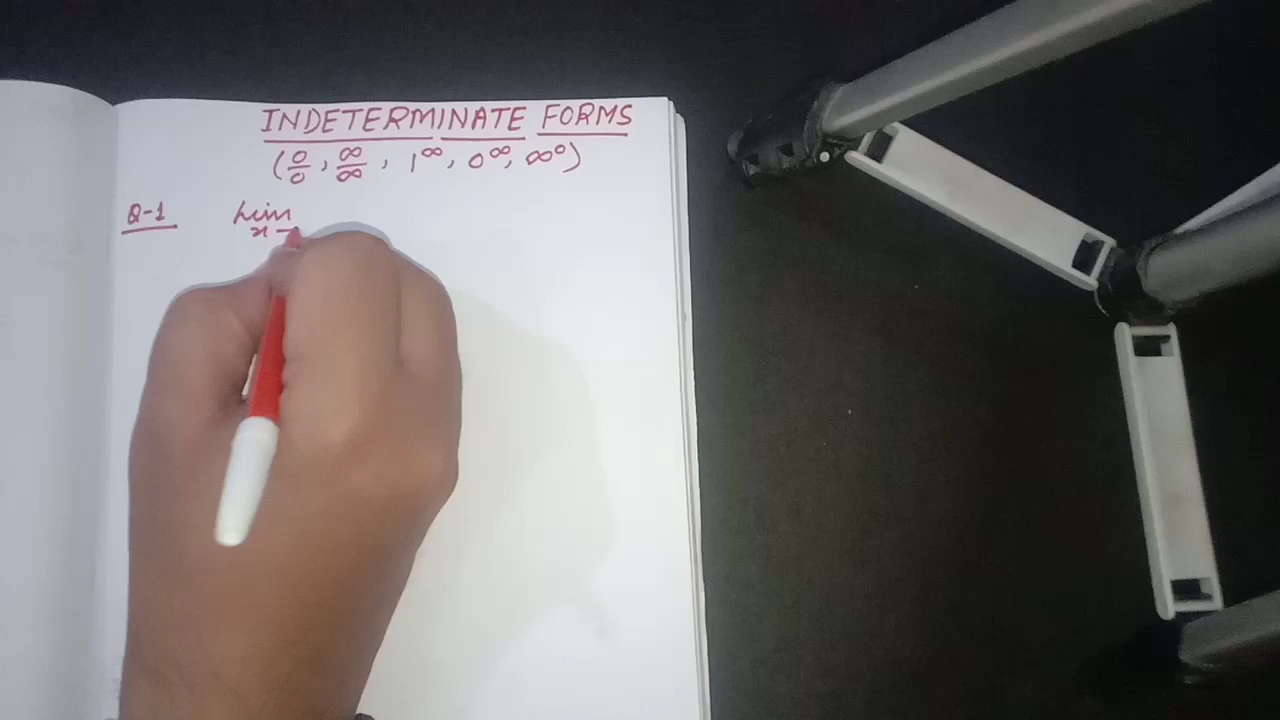 INDETERMINATE FORMS
(0/0, ∞/∞, 1^∞, 0^∞, ∞^0)
Q-1 Lim
x→